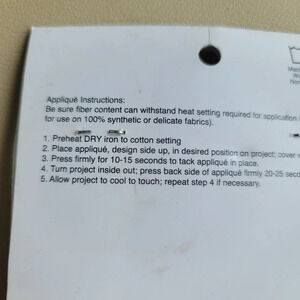 Appliqué Instructions:
Be sure fiber content can withstand heat setting required for application
for use on 100% synthetic or delicate fabrics).
1. Preheat DRY iron to cotton setting
2. Place appliqué, design side up, in desired position on project; cover
3. Press firmly for 10-15 seconds to tack appliqué in place.
4. Turn project inside out; press back side of appliqué firmly 20-25
5. Allow project to cool to touch; repeat step 4 if necessary.